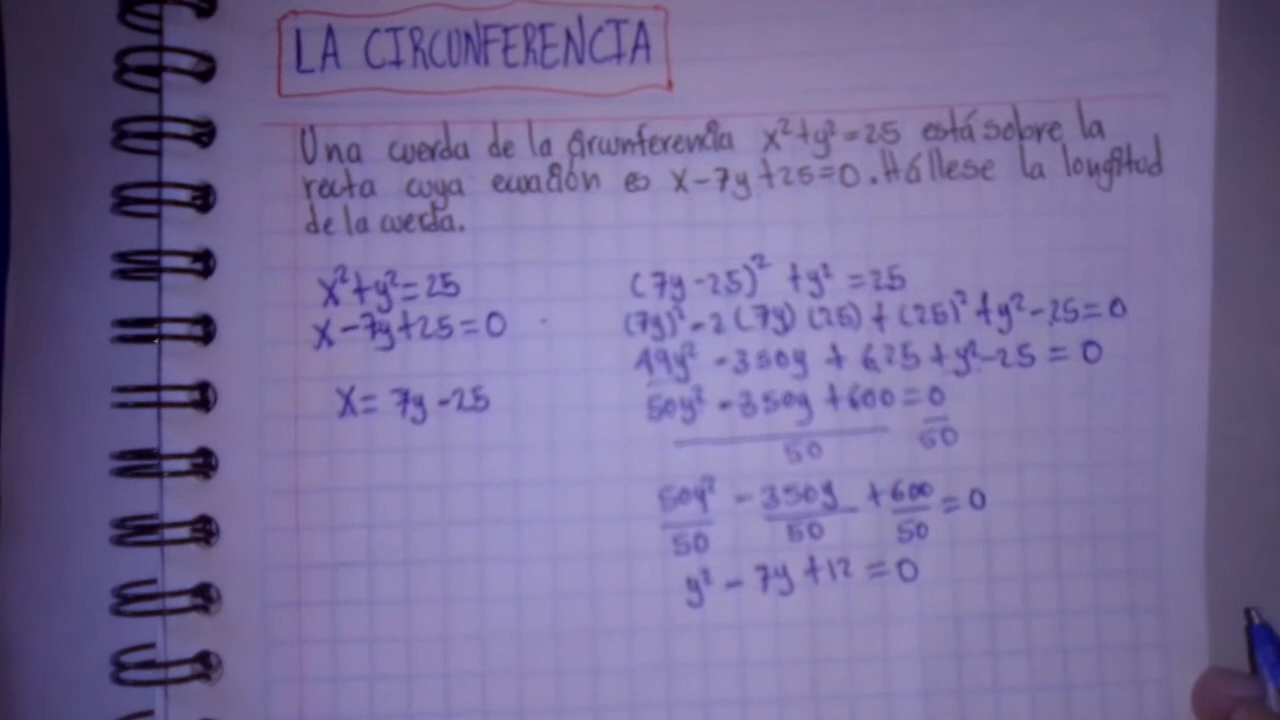 LA CIRCUNFERENCIA
Una cuerda de la circunferencia x²+y²=25 está sobre la
recta cuya ecuación es x-7y+25=0. Hállese la longitud
de la cuerda.
x²+y²=25
x-7y+25=0
x= 7y-25
(7y-25)² +y² =25
(7y)²-2(7y)(25)+(25)²+y²-25=0
49y² -350y + 625+y²-25 = 0
50y² -350y +600 = 0
50 50
50y² - 350y + 600 = 0
50 50 50
y² - 7y +12 = 0